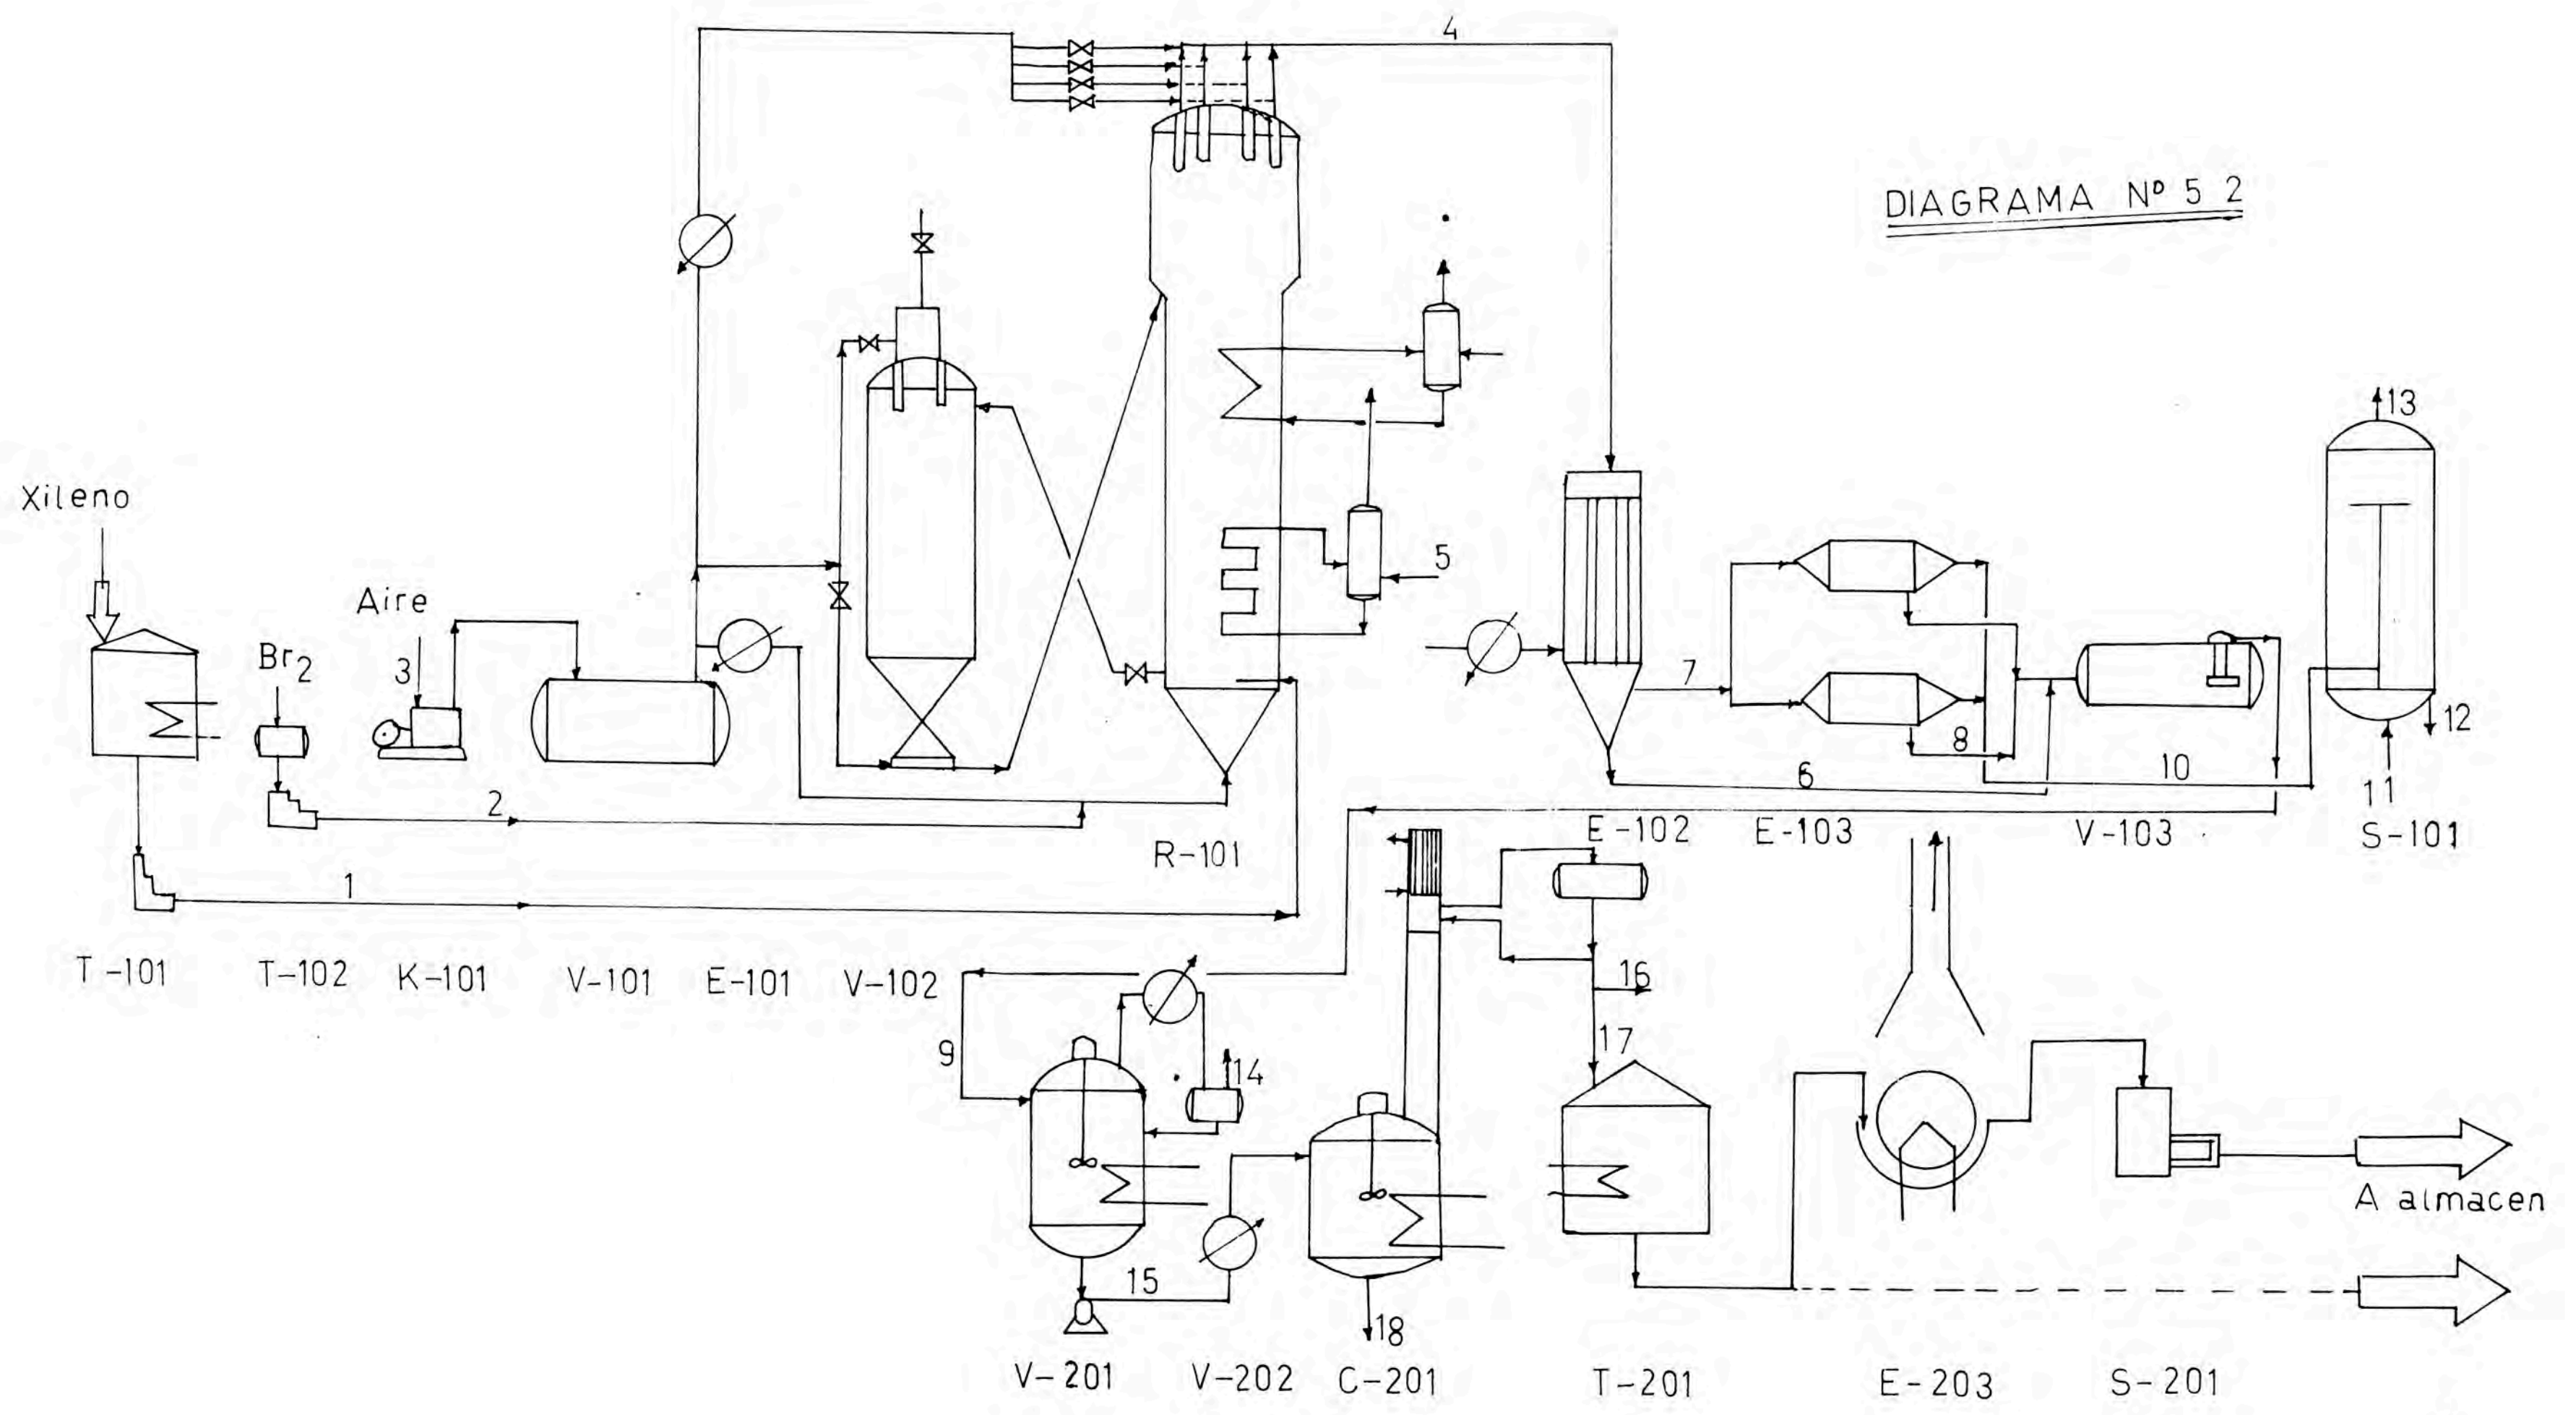 4
DIAGRAMA Nº 5 2
13
Xileno
Aire
5
Br2
3
7
8
12
10
6
11
2
E-102
E-103
V-103
S-101
R-101
1
T-101
T-102
K-101
V-101
E-101
V-102
16
17
9
14
A almacen
15
18
V-201
V-202
C-201
T-201
E-203
S-201